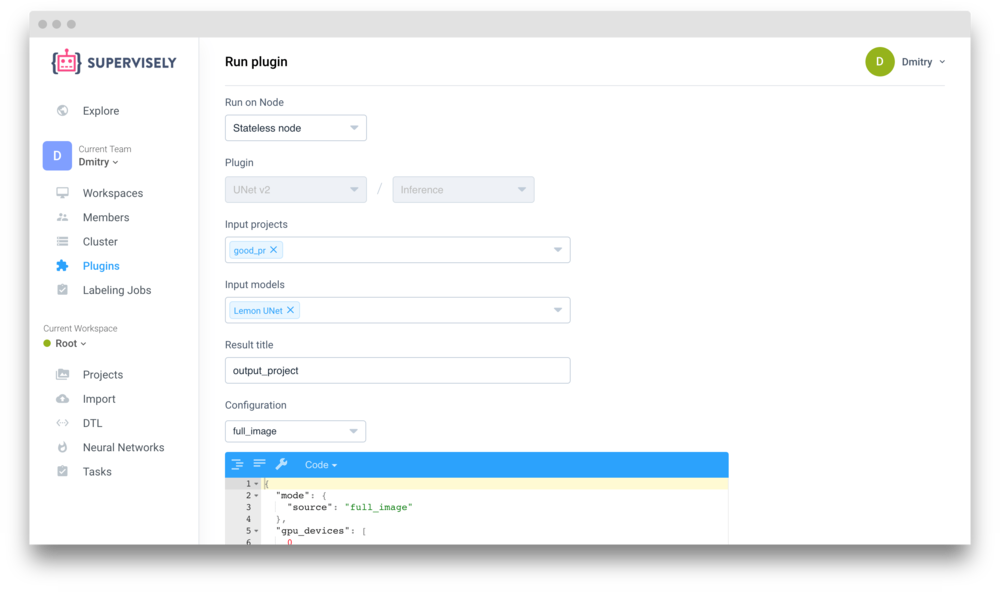 SUPERVISELY
Run plugin
D
Dmitry
Explore
D
Current Team
Dmitry
Workspaces
Members
Cluster
Plugins
Labeling Jobs
Current Workspace
Root
Projects
Import
DTL
Neural Networks
Tasks
Run on Node
Stateless node
Plugin
UNet v2 / Inference
Input projects
good_pr ×
Input models
Lemon UNet ×
Result title
output_project
Configuration
full_image
Code
1 {
2 "mode": {
3 "source": "full_image"
4 },
5 "gpu_devices": [
6 0